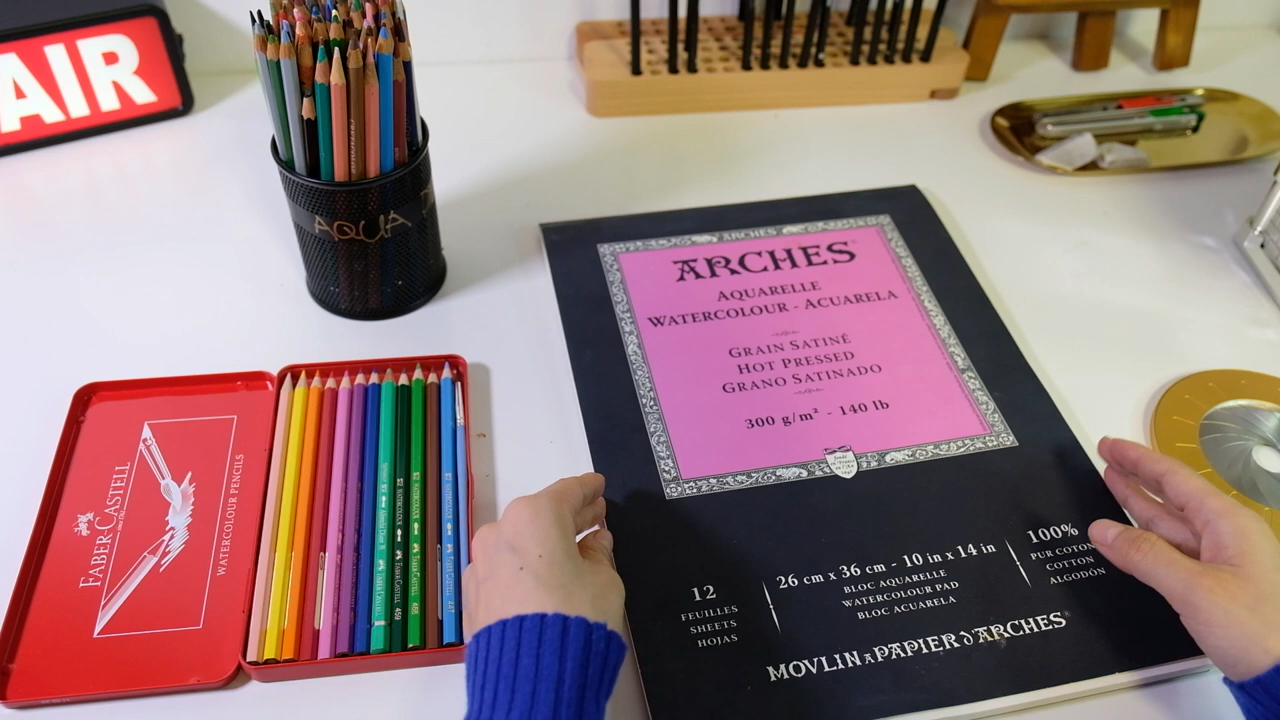 AIR
AQUA
ARCHES
ARCHES
AQUARELLE
WATERCOLOUR - ACUARELA
GRAIN SATINÉ
HOT PRESSED
GRANO SATINADO
300 g/m² - 140 lb
12
FEUILLES
SHEETS
HOJAS
26 cm x 36 cm - 10 in x 14 in
BLOC AQUARELLE
WATERCOLOUR PAD
BLOC ACUARELA
100%
PUR COTON
COTTON
ALGODÓN
MOVLIN A PAPIER D'ARCHES®
FABER-CASTELL
WATERCOLOUR PENCILS